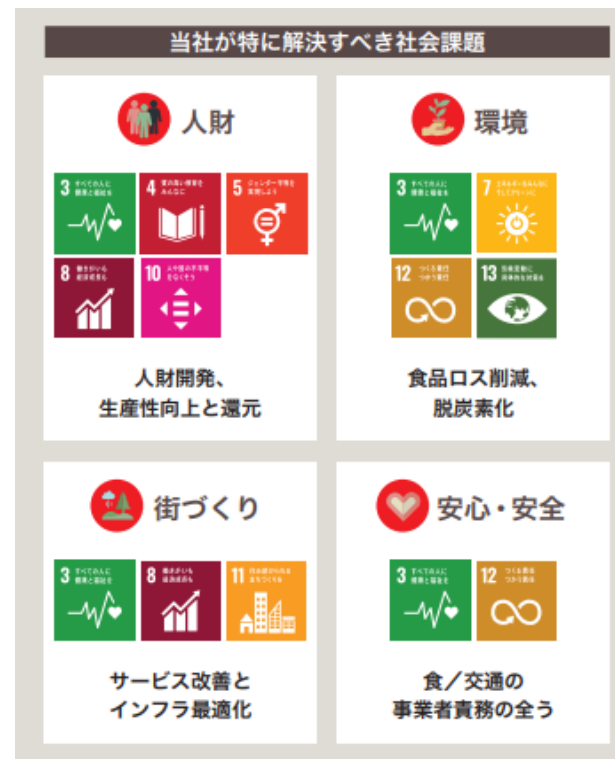 当社が特に解決すべき社会課題
人財
3 すべての人に
健康と福祉を
4 質の高い教育を
みんなに
5 ジェンダー平等を
実現しよう
8 働きがいも
経済成長も
10 人や国の不平等
をなくそう
人財開発、
生産性向上と還元
環境
3 すべての人に
健康と福祉を
7 エネルギーをみんなに
そしてクリーンに
12 つくる責任
つかう責任
13 気候変動に
具体的な対策を
食品ロス削減、
脱炭素化
街づくり
3 すべての人に
健康と福祉を
8 働きがいも
経済成長も
11 住み続けられる
まちづくりを
サービス改善と
インフラ最適化
安心・安全
3 すべての人に
健康と福祉を
12 つくる責任
つかう責任
食／交通の
事業者責務の全う